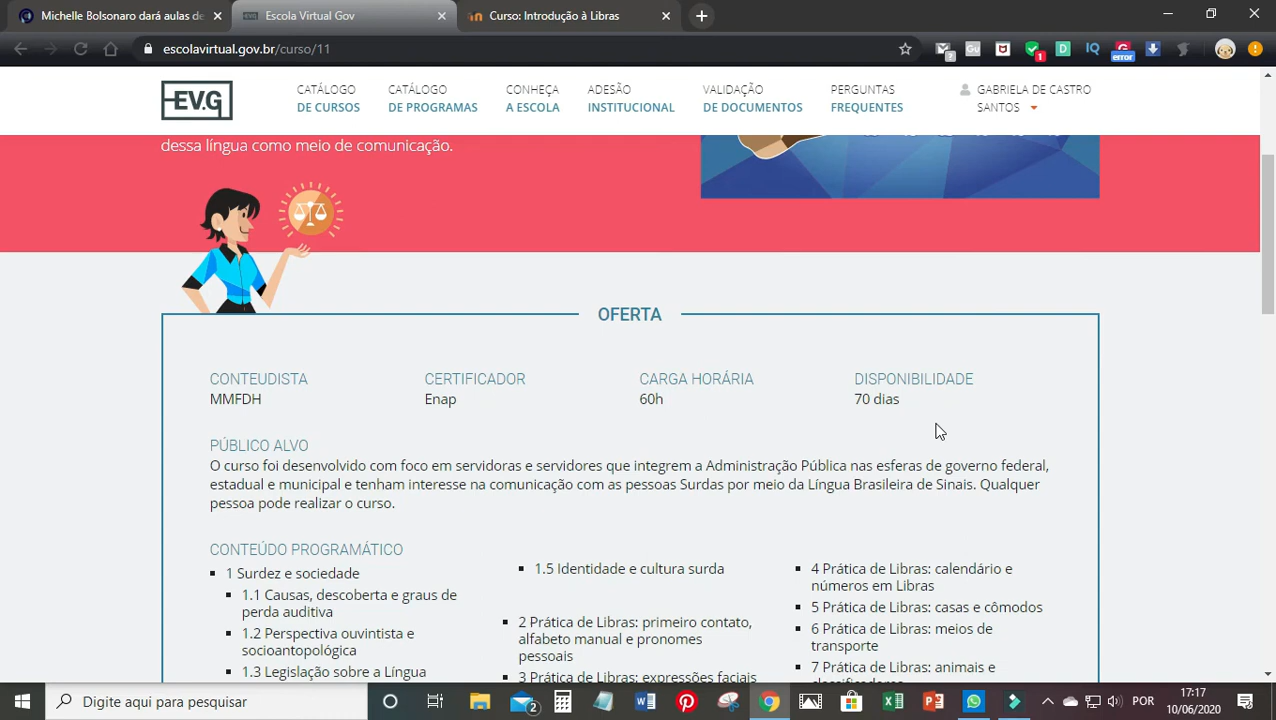 Michelle Bolsonaro dará aulas de
Escola Virtual Gov
Curso: Introdução à Libras
escolavirtual.gov.br/curso/11
EV.G
CATÁLOGO
DE CURSOS
CATÁLOGO
DE PROGRAMAS
CONHEÇA
A ESCOLA
ADESÃO
INSTITUCIONAL
VALIDAÇÃO
DE DOCUMENTOS
PERGUNTAS
FREQUENTES
GABRIELA DE CASTRO
SANTOS
dessa língua como meio de comunicação.
OFERTA
CONTEUDISTA
MMFDH
CERTIFICADOR
Enap
CARGA HORÁRIA
60h
DISPONIBILIDADE
70 dias
PÚBLICO ALVO
O curso foi desenvolvido com foco em servidoras e servidores que integrem a Administração Pública nas esferas de governo federal,
estadual e municipal e tenham interesse na comunicação com as pessoas Surdas por meio da Língua Brasileira de Sinais. Qualquer
pessoa pode realizar o curso.
CONTEÚDO PROGRAMÁTICO
1 Surdez e sociedade
1.1 Causas, descoberta e graus de
perda auditiva
1.2 Perspectiva ouvintista e
socioantopológica
1.3 Legislação sobre a Língua
1.5 Identidade e cultura surda
2 Prática de Libras: primeiro contato,
alfabeto manual e pronomes
pessoais
3 Prática de Libras: expressões faciais
4 Prática de Libras: calendário e
números em Libras
5 Prática de Libras: casas e cômodos
6 Prática de Libras: meios de
transporte
7 Prática de Libras: animais e
Digite aqui para pesquisar
2
POR
17:17
10/06/2020